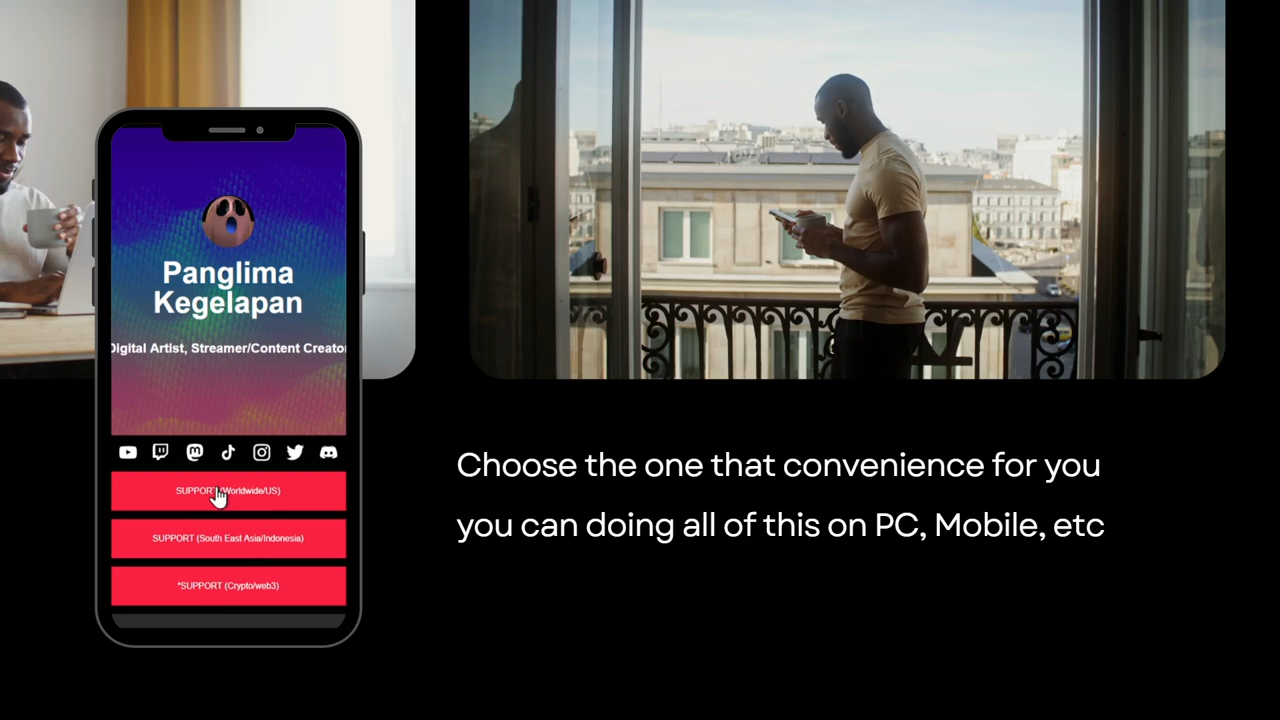 Panglima
Kegelapan
Digital Artist, Streamer/Content Creator
SUPPORT (Worldwide/US)
SUPPORT (South East Asia/Indonesia)
*SUPPORT (Crypto/web3)
Choose the one that convenience for you
you can doing all of this on PC, Mobile, etc